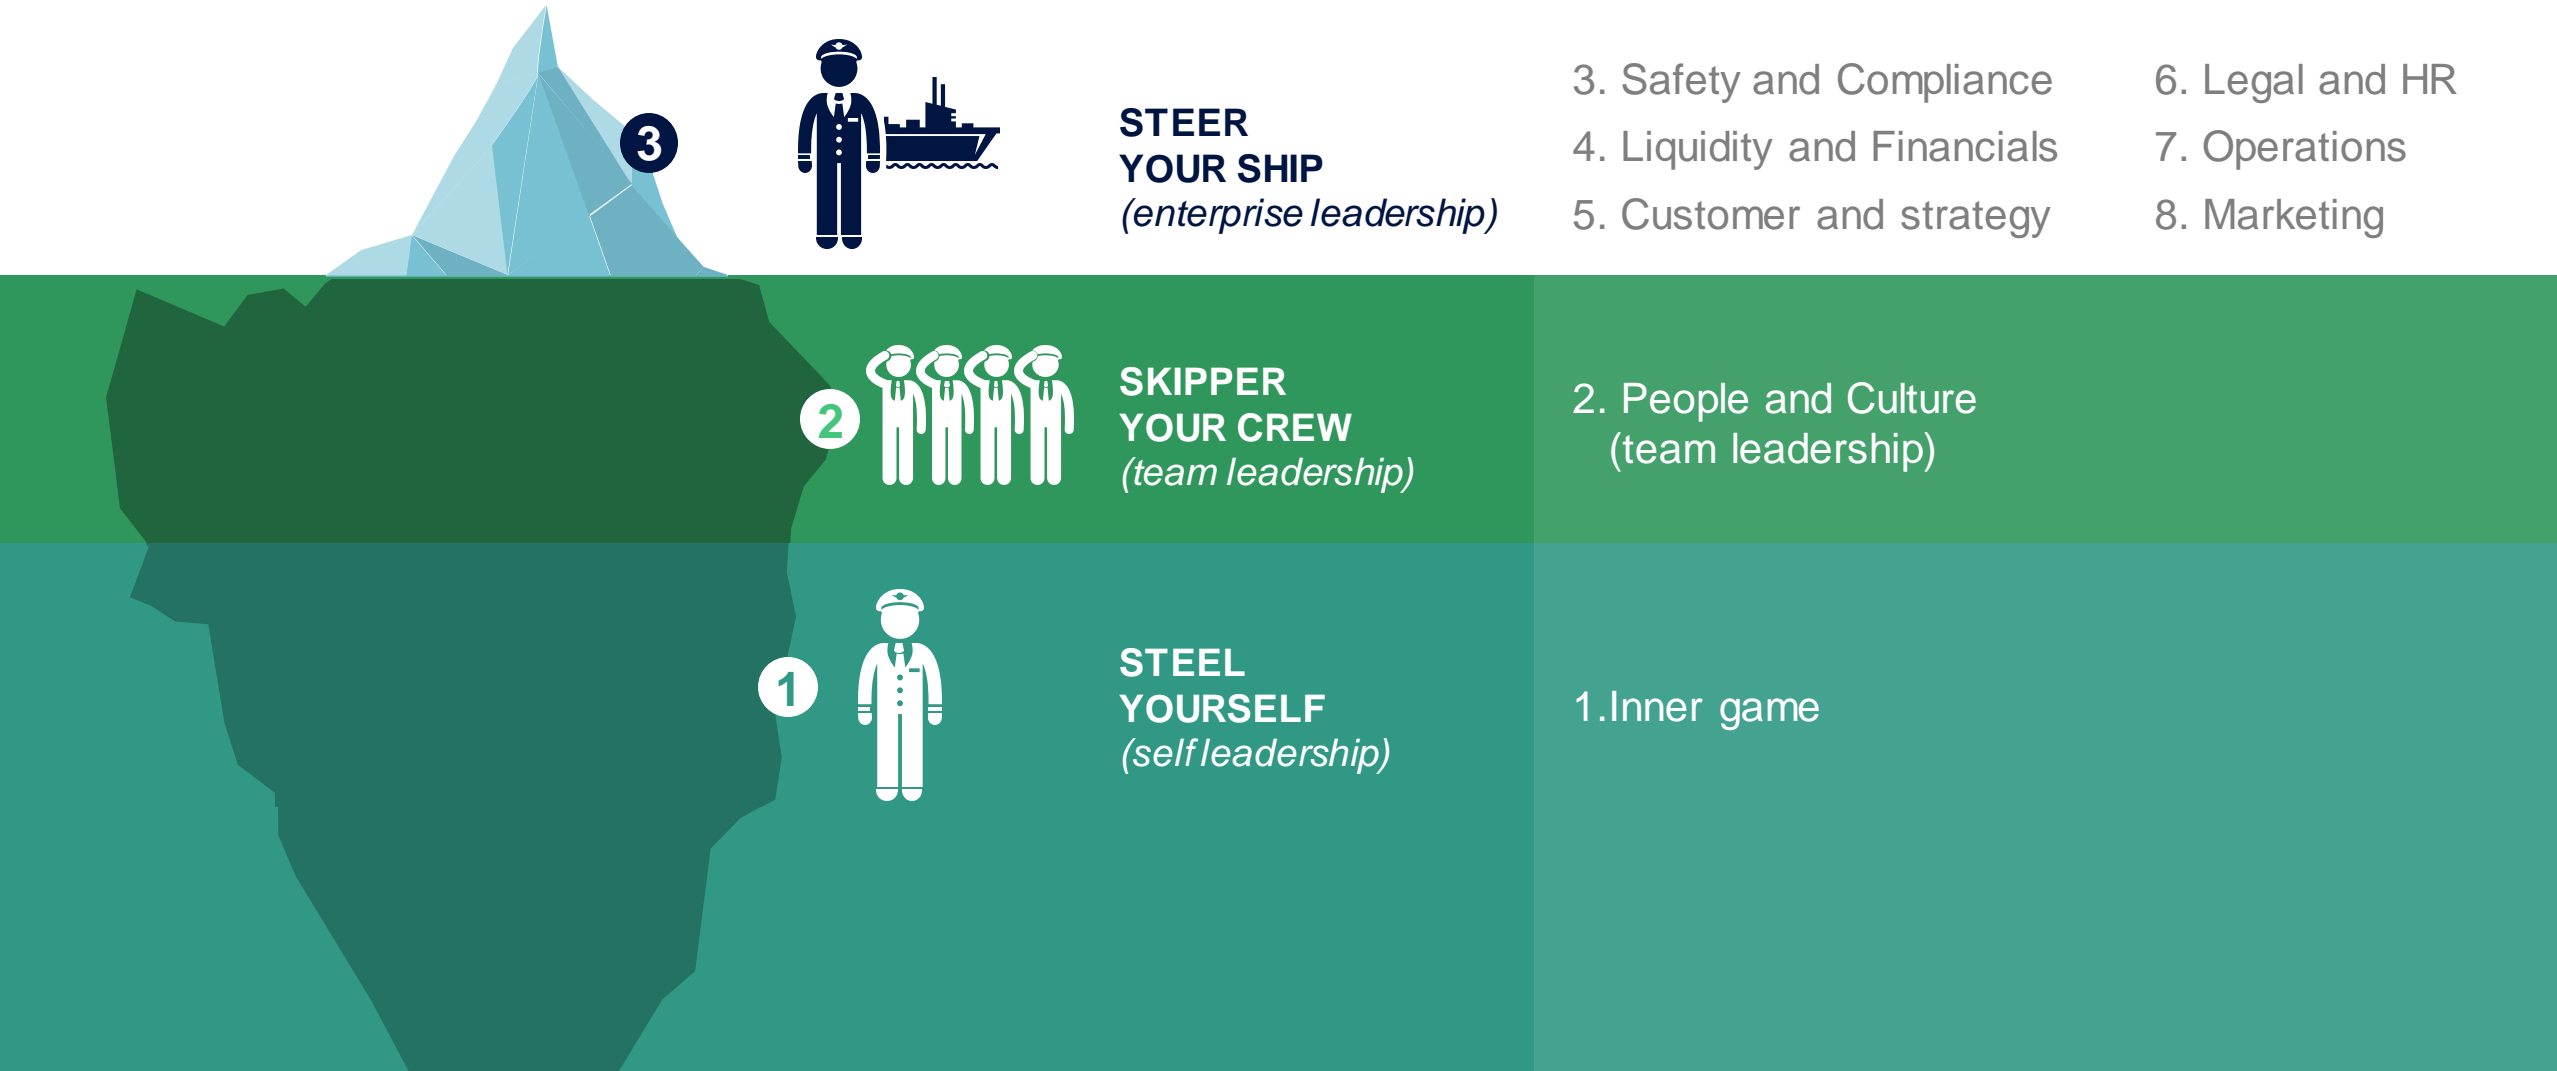 3
STEER
YOUR SHIP
(enterprise leadership)
3. Safety and Compliance
4. Liquidity and Financials
5. Customer and strategy
6. Legal and HR
7. Operations
8. Marketing
2
SKIPPER
YOUR CREW
(team leadership)
2. People and Culture
(team leadership)
1
STEEL
YOURSELF
(self leadership)
1.Inner game